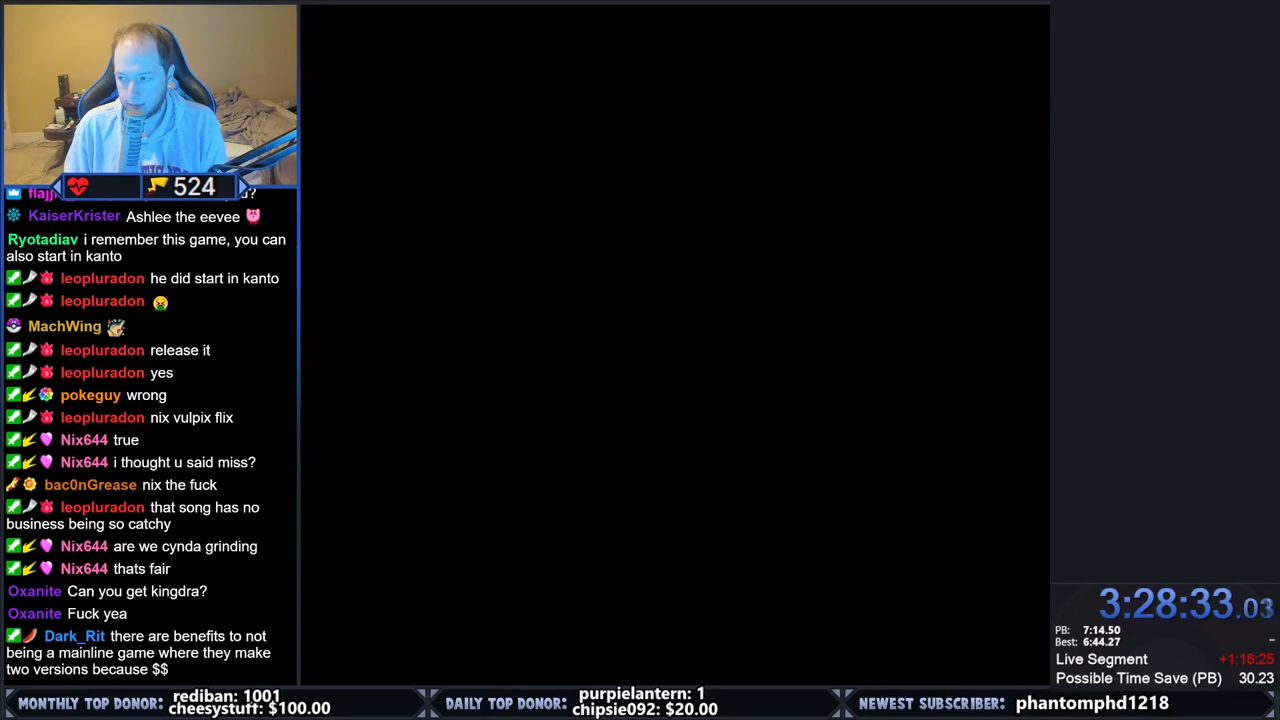 524
KaiserKrister Ashlee the eevee
Ryotadiav i remember this game, you can
also start in kanto
leopluradon he did start in kanto
leopluradon
MachWing
leopluradon release it
leopluradon yes
pokeguy wrong
leopluradon nix vulpix flix
Nix644 true
Nix644 i thought u said miss?
bac0nGrease nix the fuck
leopluradon that song has no
business being so catchy
Nix644 are we cynda grinding
Nix644 thats fair
Oxanite Can you get kingdra?
Oxanite Fuck yea
Dark_Rit there are benefits to not
being a mainline game where they make
two versions because $$
3:28:33.03
PB: 7:14.50
Best: 6:44.27 -
Live Segment +1:16:25
Possible Time Save (PB) 30.23
MONTHLY TOP DONOR: rediban: 1001
cheesystuff: $100.00
DAILY TOP DONOR: purpielantern: 1
chipsie092: $20.00
NEWEST SUBSCRIBER: phantomphd1218